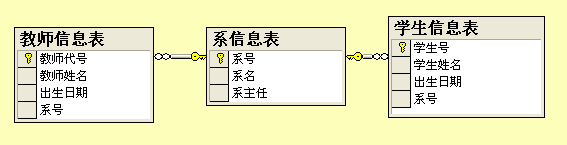 教师信息表
教师代号
教师姓名
出生日期
系号
系信息表
系号
系名
系主任
学生信息表
学生号
学生姓名
出生日期
系号